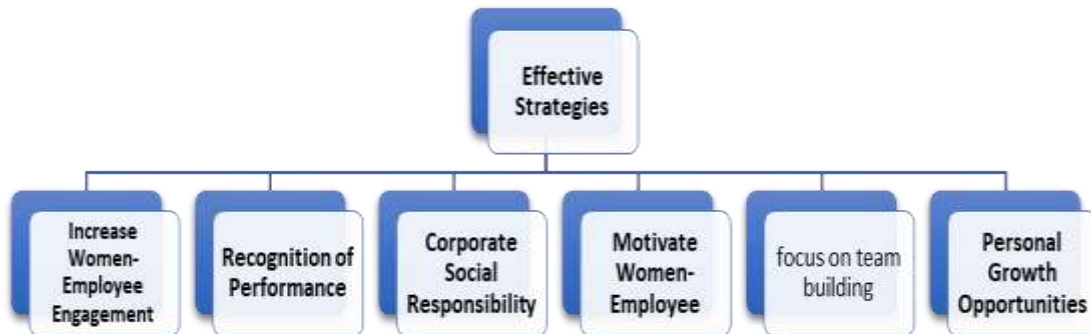 Effective
Strategies
Increase
Women-
Employee
Engagement
Recognition of
Performance
Corporate
Social
Responsibility
Motivate
Women-
Employee
focus on team
building
Personal
Growth
Opportunities